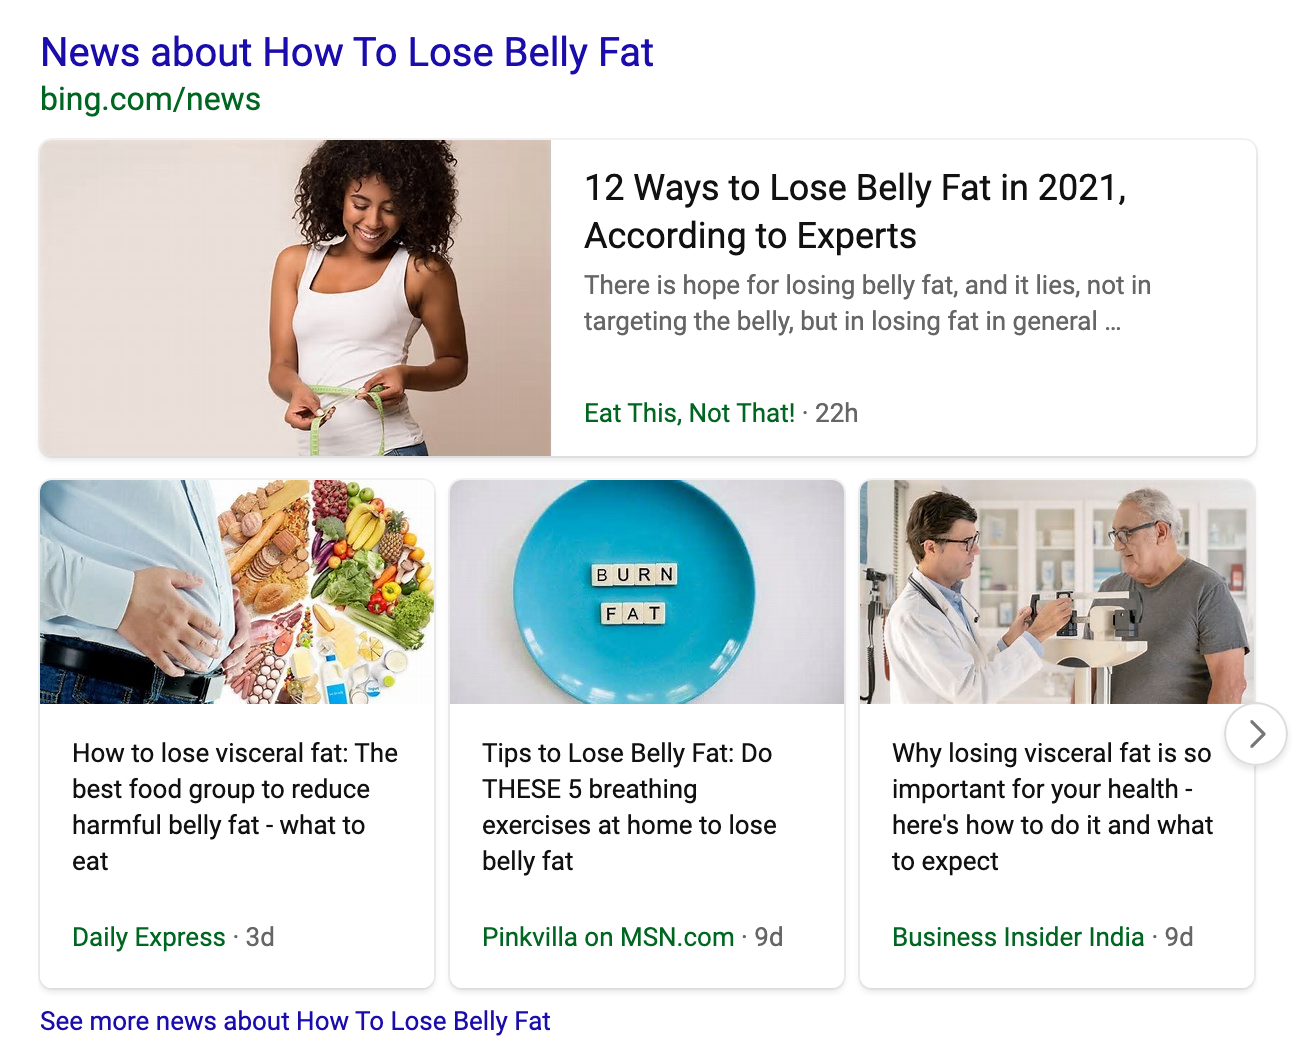 News about How To Lose Belly Fat
bing.com/news
12 Ways to Lose Belly Fat in 2021,
According to Experts
There is hope for losing belly fat, and it lies, not in
targeting the belly, but in losing fat in general ...
Eat This, Not That! · 22h
BURN
FAT
How to lose visceral fat: The
best food group to reduce
harmful belly fat - what to
eat
Daily Express · 3d
Tips to Lose Belly Fat: Do
THESE 5 breathing
exercises at home to lose
belly fat
Pinkvilla on MSN.com · 9d
Why losing visceral fat is so
important for your health -
here's how to do it and what
to expect
Business Insider India · 9d
See more news about How To Lose Belly Fat